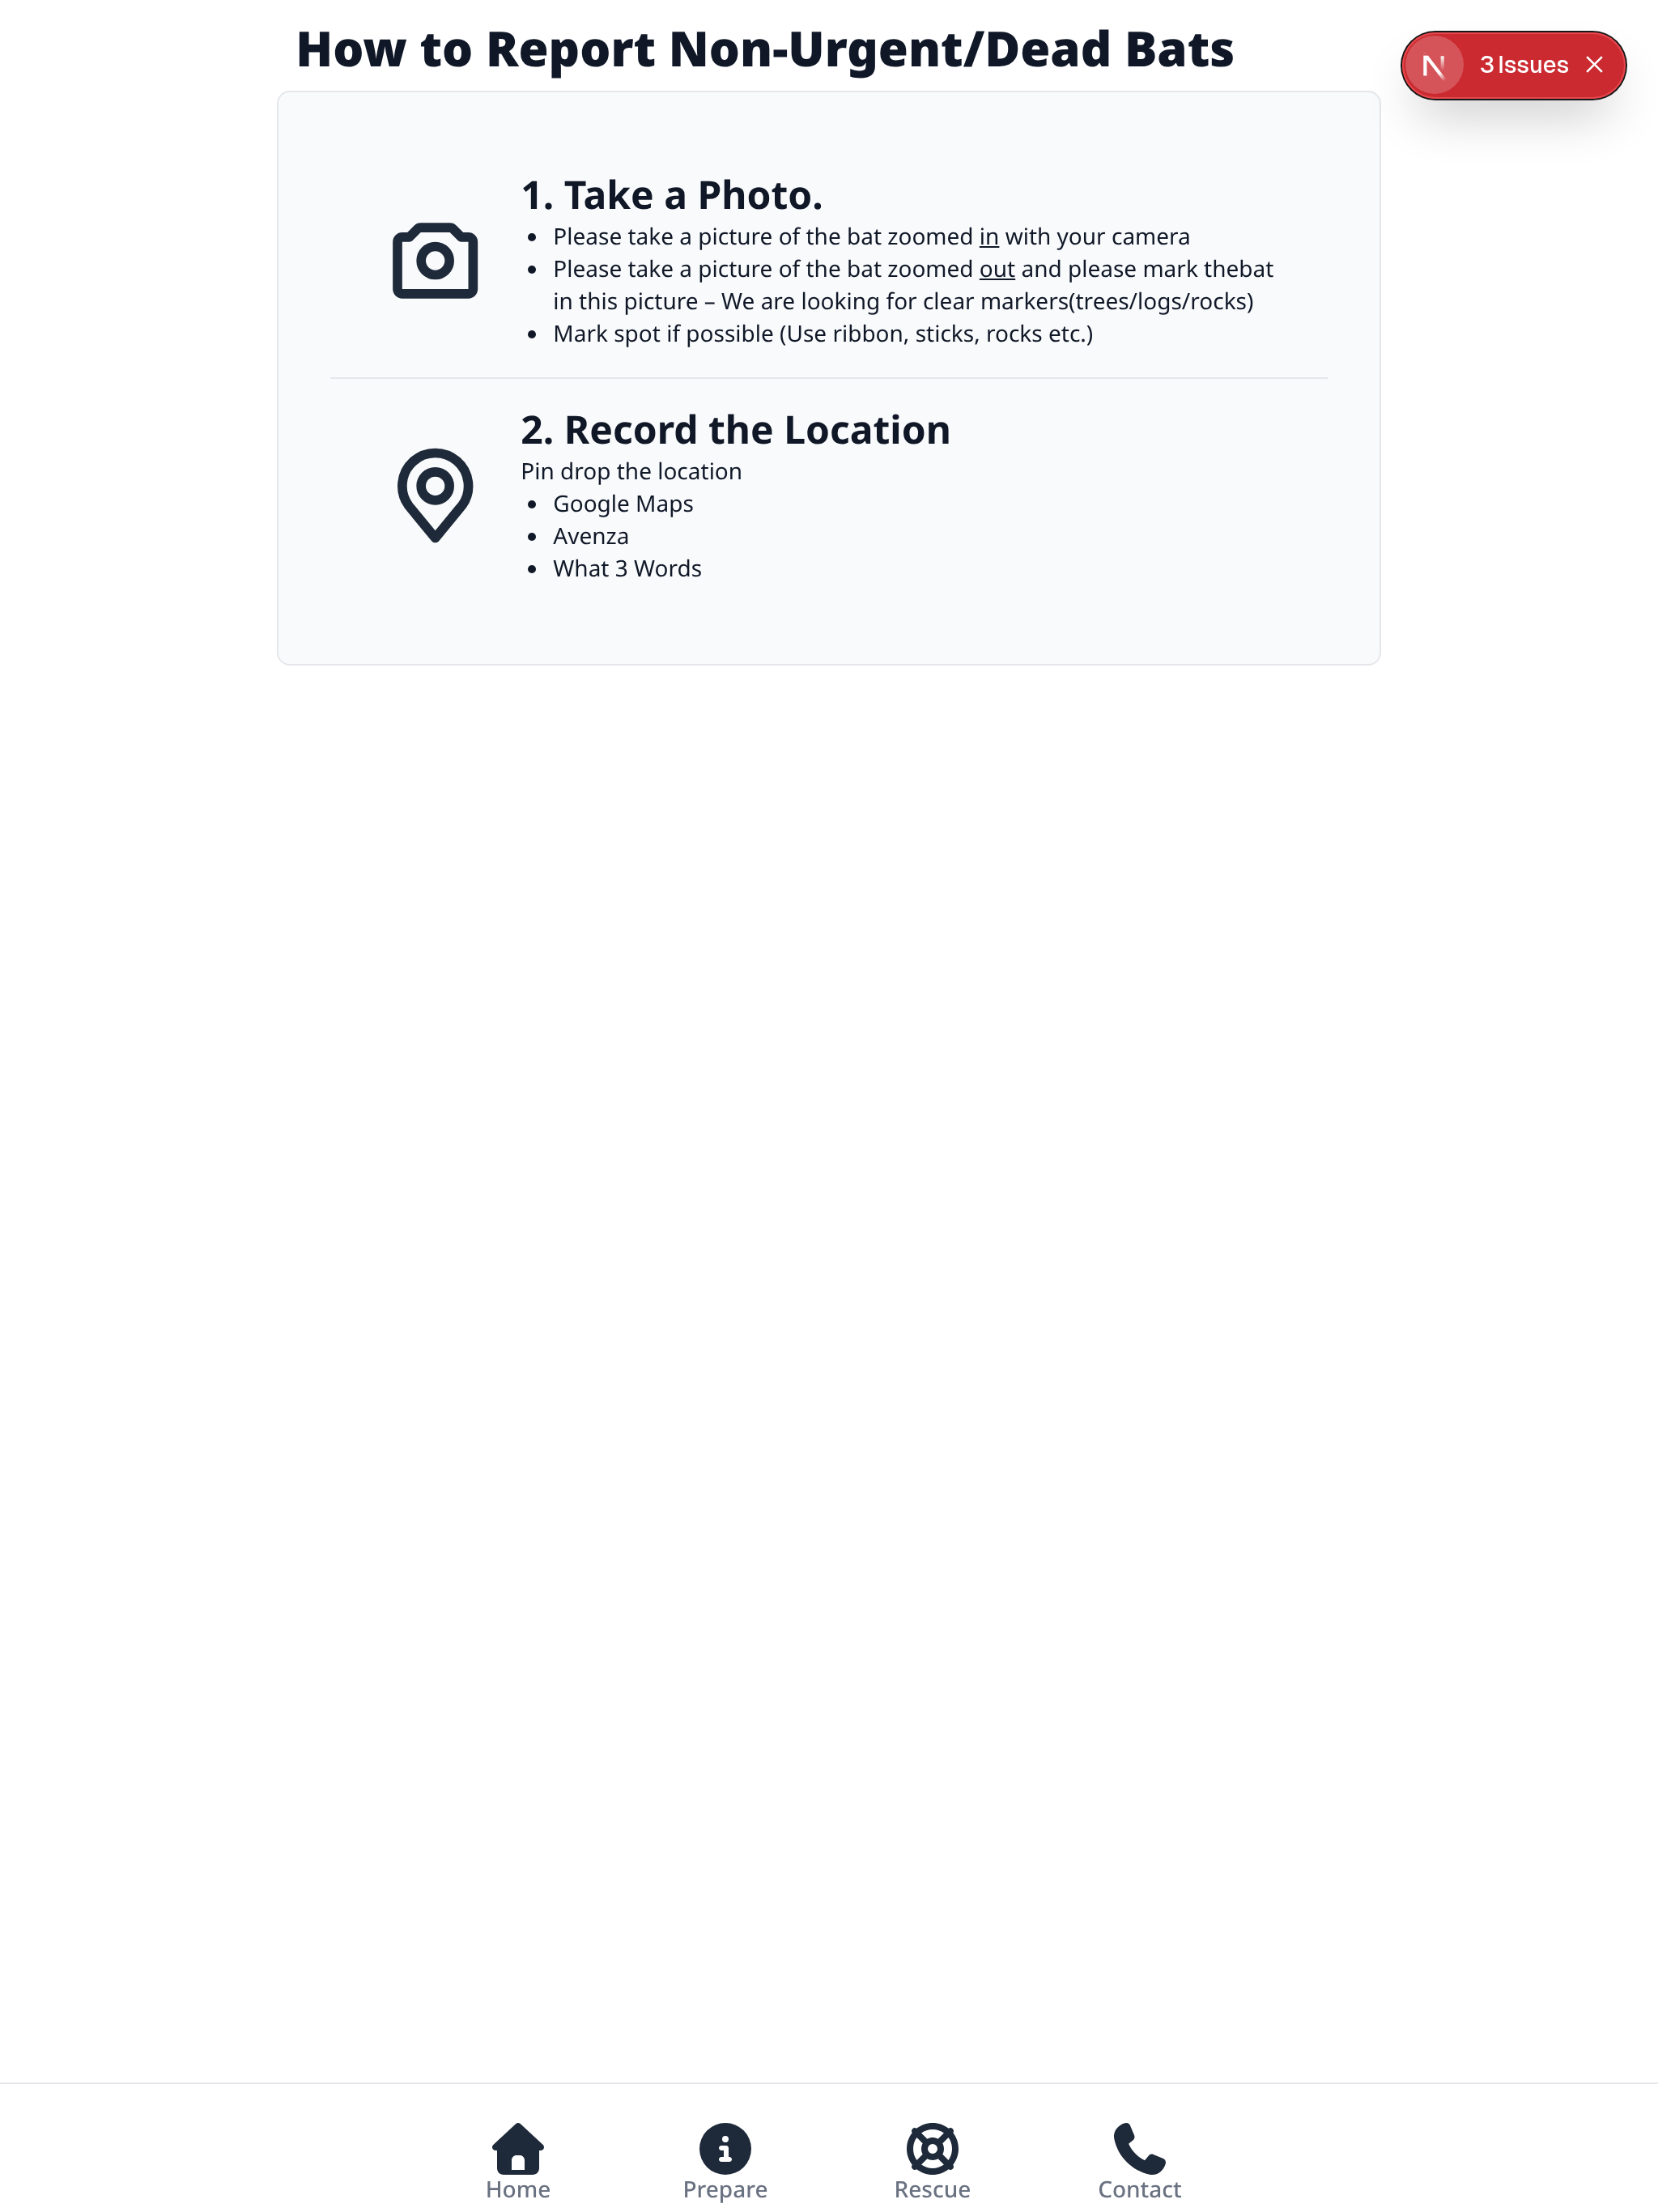 How to Report Non-Urgent/Dead Bats
N 3 Issues
1. Take a Photo.
Please take a picture of the bat zoomed in with your camera
Please take a picture of the bat zoomed out and please mark thebat
in this picture – We are looking for clear markers(trees/logs/rocks)
Mark spot if possible (Use ribbon, sticks, rocks etc.)
2. Record the Location
Pin drop the location
Google Maps
Avenza
What 3 Words
Home
Prepare
Rescue
Contact